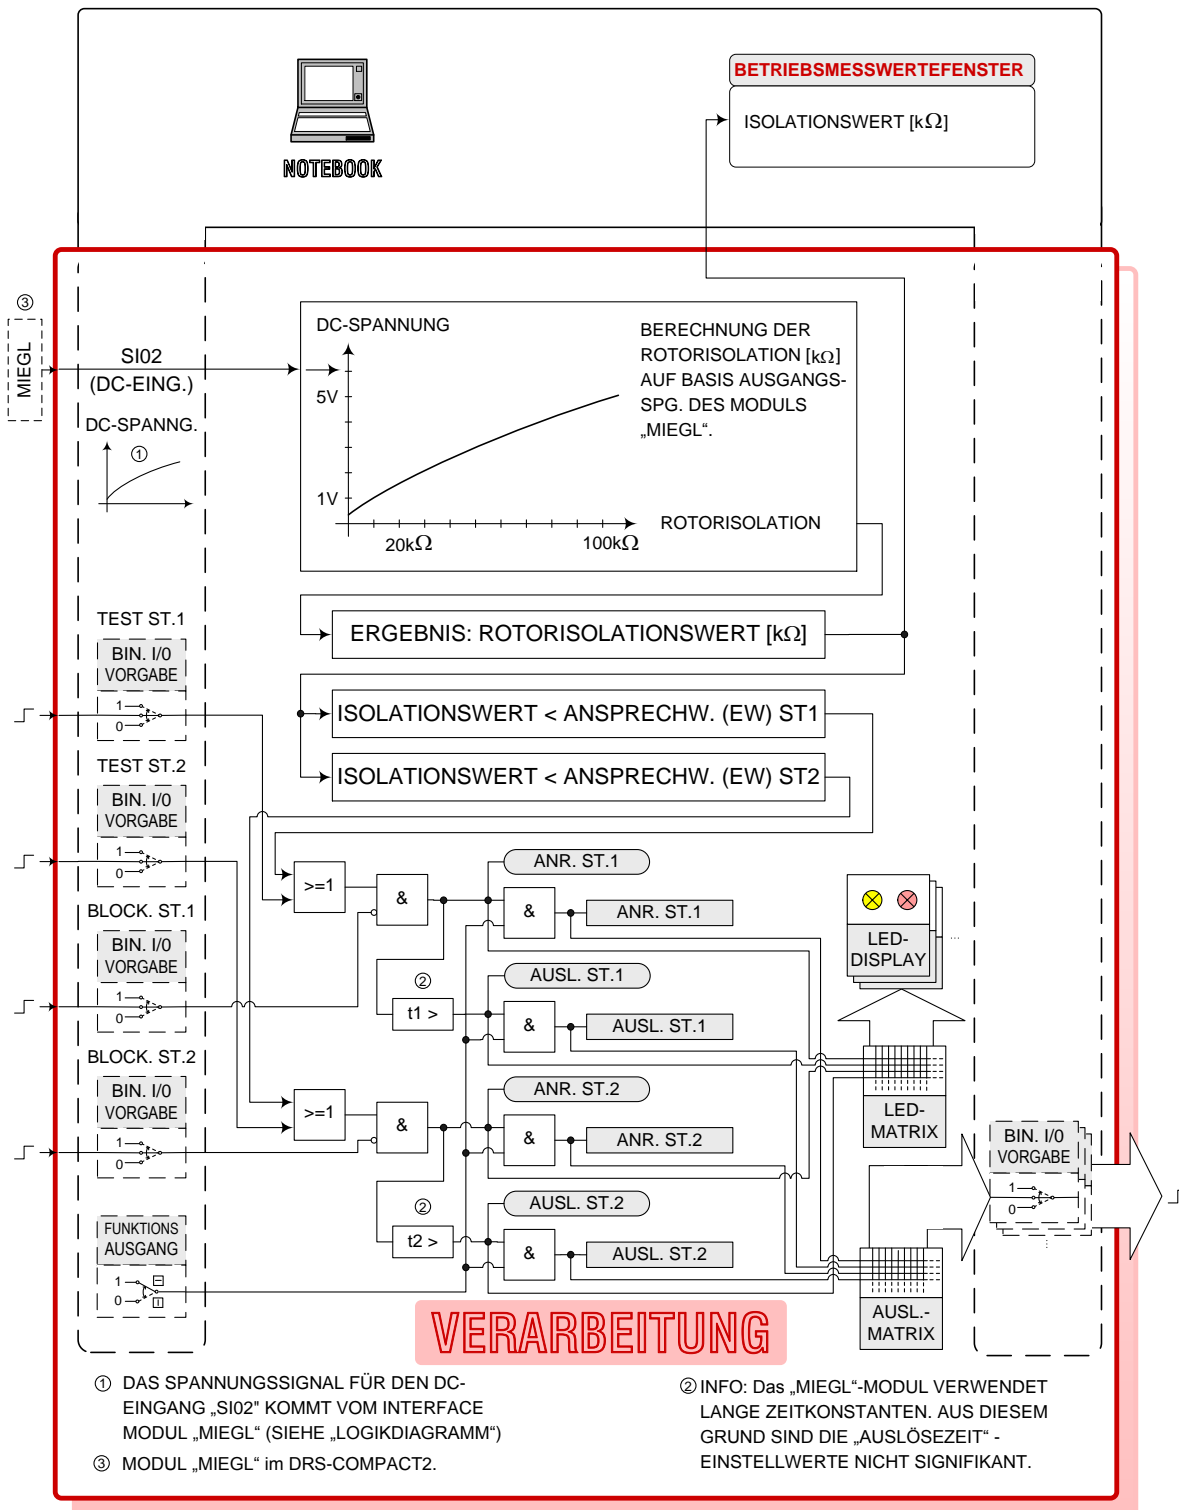 BETRIEBSMESSWERTEFENSTER
ISOLATIONSWERT [kΩ]
NOTEBOOK
③
MIEGL
SI02
(DC-EING.)
DC-SPANNG.
①
DC-SPANNUNG
5V
1V
20kΩ
100kΩ
ROTORISOLATION
BERECHNUNG DER
ROTORISOLATION [kΩ]
AUF BASIS AUSGANGS-
SPG. DES MODULS
„MIEGL“.
ERGEBNIS: ROTORISOLATIONSWERT [kΩ]
ISOLATIONSWERT < ANSPRECHW. (EW) ST1
ISOLATIONSWERT < ANSPRECHW. (EW) ST2
TEST ST.1
BIN. I/0
VORGABE
1
0
TEST ST.2
BIN. I/0
VORGABE
1
0
BLOCK. ST.1
BIN. I/0
VORGABE
1
0
BLOCK. ST.2
BIN. I/0
VORGABE
1
0
FUNKTIONS
AUSGANG
1
0
>=1
&
ANR. ST.1
&
ANR. ST.1
②
t1 >
AUSL. ST.1
&
AUSL. ST.1
>=1
&
ANR. ST.2
&
ANR. ST.2
②
t2 >
AUSL. ST.2
&
AUSL. ST.2
LED-
DISPLAY
...
LED-
MATRIX
AUSL.-
MATRIX
BIN. I/0
VORGABE
1
0
...
VERARBEITUNG
① DAS SPANNUNGSSIGNAL FÜR DEN DC-
EINGANG „SI02" KOMMT VOM INTERFACE
MODUL „MIEGL“ (SIEHE „LOGIKDIAGRAMM“)
③ MODUL „MIEGL“ im DRS-COMPACT2.
② INFO: Das „MIEGL“-MODUL VERWENDET
LANGE ZEITKONSTANTEN. AUS DIESEM
GRUND SIND DIE „AUSLÖSEZEIT“ -
EINSTELLWERTE NICHT SIGNIFIKANT.